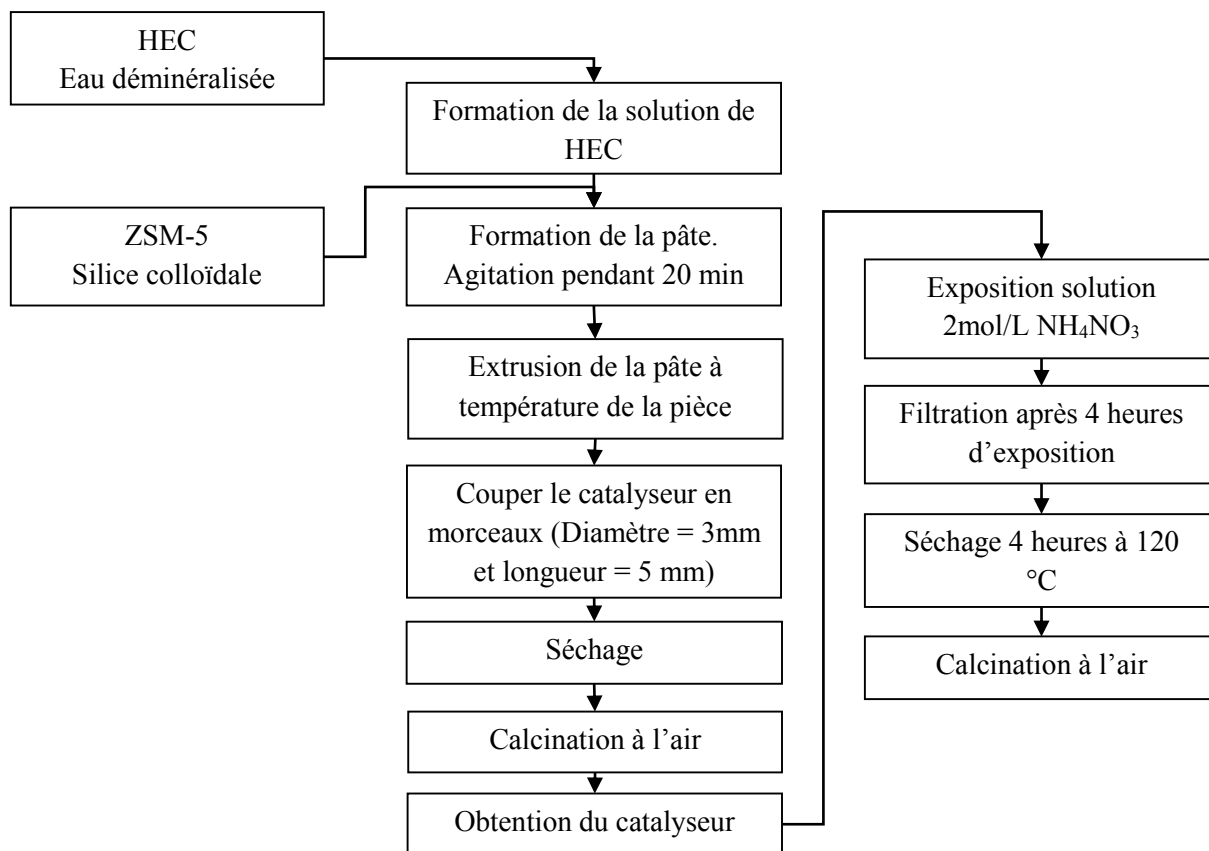 HEC
Eau déminéralisée
Formation de la solution de
HEC
ZSM-5
Silice colloïdale
Formation de la pâte.
Agitation pendant 20 min
Extrusion de la pâte à
température de la pièce
Couper le catalyseur en
morceaux (Diamètre = 3mm
et longueur = 5 mm)
Séchage
Calcination à l’air
Obtention du catalyseur
Exposition solution
2mol/L NH₄NO₃
Filtration après 4 heures
d’exposition
Séchage 4 heures à 120
°C
Calcination à l’air